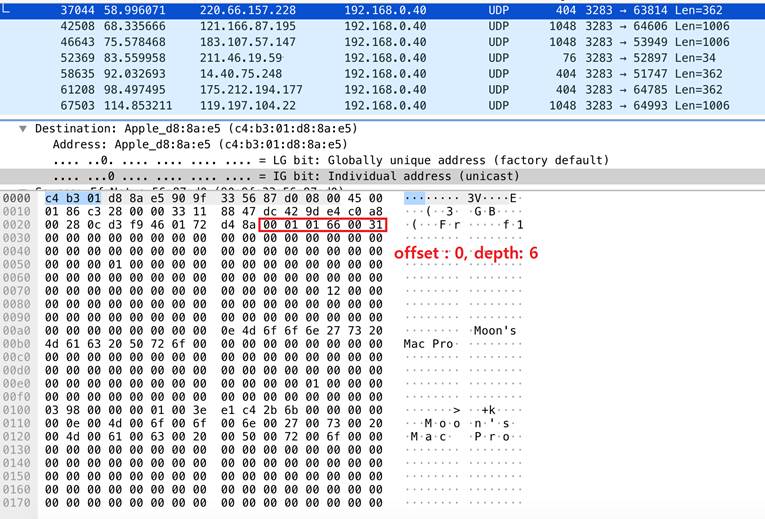 37044 58.996071 220.66.157.228 192.168.0.40 UDP 404 3283 → 63814 Len=362
42508 68.335666 121.166.87.195 192.168.0.40 UDP 1048 3283 → 64606 Len=1006
46643 75.578468 183.107.57.147 192.168.0.40 UDP 1048 3283 → 53949 Len=1006
52369 83.559958 211.46.19.59 192.168.0.40 UDP 76 3283 → 52897 Len=34
58635 92.032693 14.40.75.248 192.168.0.40 UDP 404 3283 → 51747 Len=362
61208 98.497495 175.212.194.177 192.168.0.40 UDP 404 3283 → 64785 Len=362
67503 114.853211 119.197.104.22 192.168.0.40 UDP 1048 3283 → 64993 Len=1006
▼ Destination: Apple_d8:8a:e5 (c4:b3:01:d8:8a:e5)
Address: Apple_d8:8a:e5 (c4:b3:01:d8:8a:e5)
.... ..0. .... .... .... .... = LG bit: Globally unique address (factory default)
.... ...0 .... .... .... .... = IG bit: Individual address (unicast)
0000 c4 b3 01 d8 8a e5 90 9f 33 56 87 d0 08 00 45 00 ········ 3V····E·
0010 01 86 c3 28 00 00 33 11 88 47 dc 42 9d e4 c0 a8 ···(··3· ·G·B····
0020 00 28 0c d3 f9 46 01 72 d4 8a 00 01 01 66 00 31 ·(···F·r ·····f·1
offset : 0, depth: 6
0030 00 00 00 00 00 00 00 00 00 00 00 00 00 00 00 00 ········ ········
0040 00 00 00 00 00 00 00 00 00 00 00 00 00 00 00 00 ········ ········
0050 00 00 00 01 00 00 00 00 00 00 00 00 00 00 00 00 ········ ········
0060 00 00 00 00 00 00 00 00 00 00 00 00 00 00 00 00 ········ ········
0070 00 00 00 00 00 00 00 00 00 00 00 00 00 12 00 00 ········ ········
0080 00 00 00 00 00 00 00 00 00 00 00 00 00 00 00 00 ········ ········
0090 00 00 00 00 00 00 00 00 00 00 00 00 00 00 00 00 ········ ········
00a0 00 00 00 00 00 00 00 00 0e 4d 6f 6f 6e 27 73 20 ········ ·Moon's
00b0 4d 61 63 20 50 72 6f 00 00 00 00 00 00 00 00 00 Mac Pro· ········
00c0 00 00 00 00 00 00 00 00 00 00 00 00 00 00 00 00 ········ ········
00d0 00 00 00 00 00 00 00 00 00 00 00 00 00 00 00 00 ········ ········
00e0 00 00 00 00 00 00 00 00 00 00 00 00 01 00 00 00 ········ ········
00f0 00 00 00 00 00 00 00 00 00 00 00 00 00 00 00 00 ········ ········
0100 03 98 00 00 00 01 00 3e e1 c4 2b 6b 00 00 00 00 ·······> ··+k····
0110 00 0e 00 4d 00 6f 00 6f 00 6e 00 27 00 73 00 20 ···M·o·o ·n·'·s·
0120 00 4d 00 61 00 63 00 20 00 50 00 72 00 6f 00 00 ·M·a·c· ·P·r·o··
0130 00 00 00 00 00 00 00 00 00 00 00 00 00 00 00 00 ········ ········
0140 00 00 00 00 00 00 00 00 00 00 00 00 00 00 00 00 ········ ········
0150 00 00 00 00 00 00 00 00 00 00 00 00 00 00 00 00 ········ ········
0160 00 00 00 00 00 00 00 00 00 00 00 00 00 00 00 00 ········ ········
0170 00 00 00 00 00 00 00 00 00 00 00 00 00 00 00 00 ········ ········